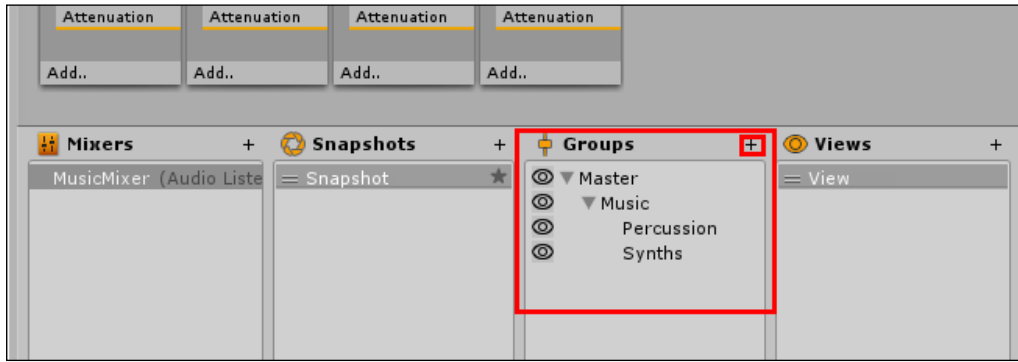 Attenuation Attenuation Attenuation Attenuation
Add.. Add.. Add.. Add..
Mixers + Snapshots + Groups + Views +
MusicMixer (Audio Liste Snapshot Master View
Music
Percussion
Synths